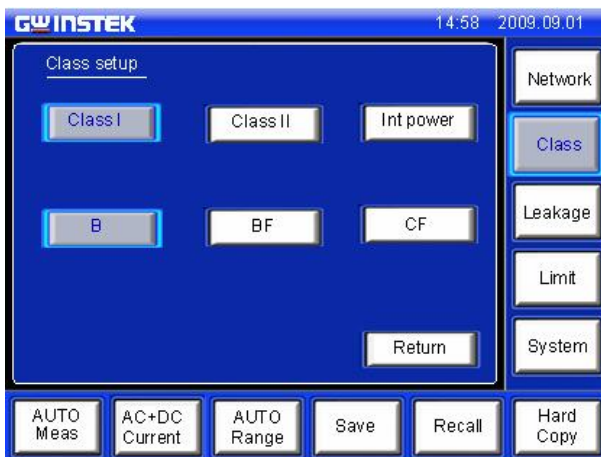 GWINSTEK 14:58 2009.09.01
Class setup
Class I Class II Int power
B BF CF
Return
Network
Class
Leakage
Limit
System
AUTO Meas
AC+DC Current
AUTO Range
Save
Recall
Hard Copy